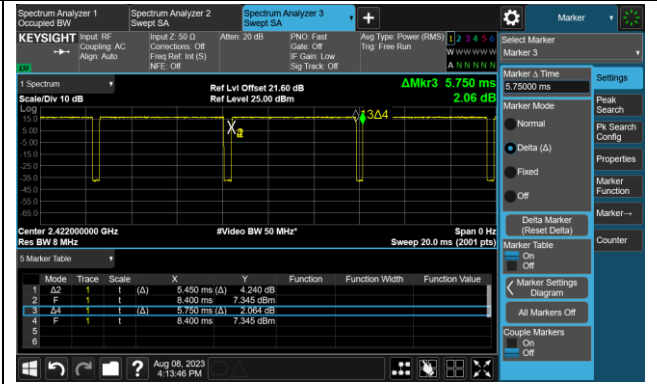 Spectrum Analyzer 1 Occupied BW
Spectrum Analyzer 2 Swept SA
Spectrum Analyzer 3 Swept SA
+
Marker
KEYSIGHT
Input: RF
Coupling: AC
Align: Auto
Input Z: 50 Ω
Corrections: Off
Freq Ref: Int (S)
NFE: Off
Atten: 20 dB
PNO: Fast
Gate: Off
IF Gain: Low
Sig Track: Off
Avg Type: Power (RMS)
Trig: Free Run
1 2 3 4 5 6
W W W W W W
A N N N N N
Select Marker
Marker 3
1 Spectrum
Scale/Div 10 dB
Log
Ref Lvl Offset 21.60 dB
Ref Level 25.00 dBm
ΔMkr3 5.750 ms
2.06 dB
15.0
5.00
-5.00
-15.0
-25.0
-35.0
-45.0
-55.0
-65.0
3Δ4
Center 2.422000000 GHz
Res BW 8 MHz
#Video BW 50 MHz*
Span 0 Hz
Sweep 20.0 ms (2001 pts)
5 Marker Table
Mode Trace Scale X Y Function Function Width Function Value
1 Δ2 1 t (Δ) 5.450 ms (Δ) 4.240 dB
2 F 1 t 8.400 ms 7.345 dBm
3 Δ4 1 t (Δ) 5.750 ms (Δ) 2.064 dB
4 F 1 t 8.400 ms 7.345 dBm
5
6
Marker Δ Time
5.75000 ms
Marker Mode
Normal
Delta (Δ)
Fixed
Off
Delta Marker
(Reset Delta)
Marker Table
On
Off
Marker Settings
Diagram
All Markers Off
Couple Markers
On
Off
Settings
Peak Search
Pk Search Config
Properties
Marker Function
Marker→
Counter
?
Aug 08, 2023
4:13:46 PM